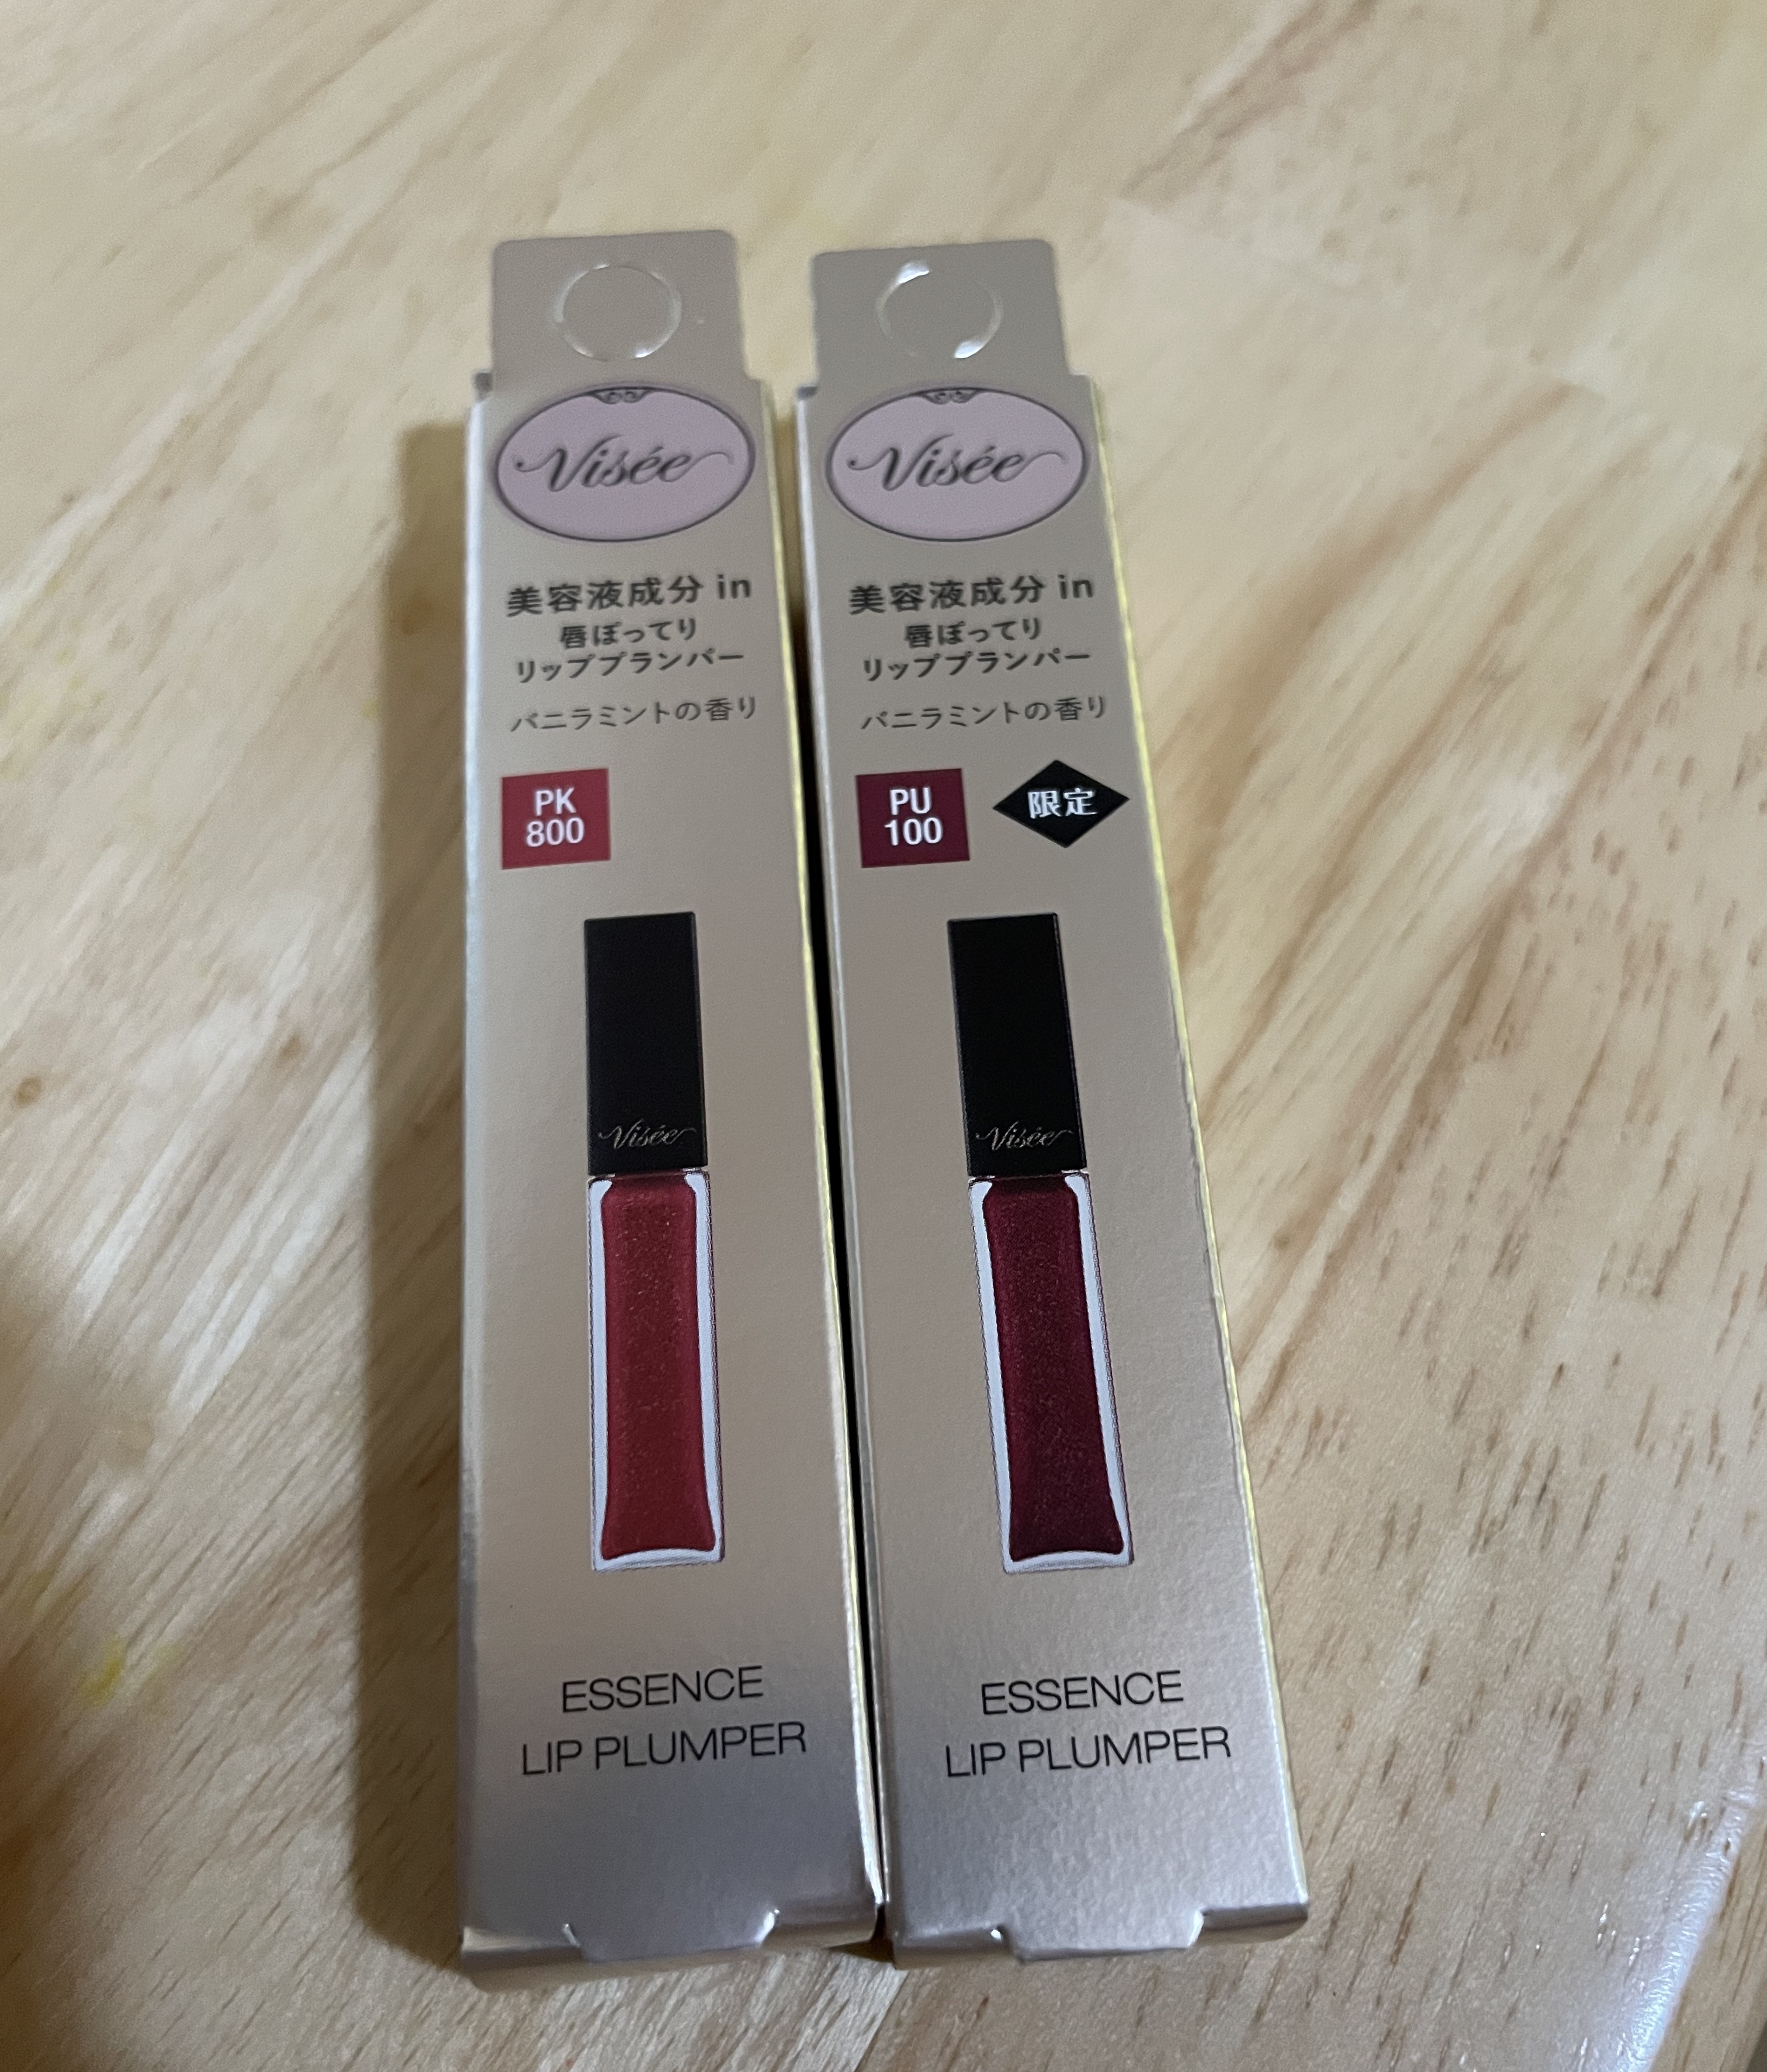 Visée
美容液成分 in
唇ぽってり
リッププランパー
バニラミントの香り
PK
800
Visée
ESSENCE
LIP PLUMPER
Visée
美容液成分 in
唇ぽってり
リッププランパー
バニラミントの香り
PU
100
限定
Visée
ESSENCE
LIP PLUMPER